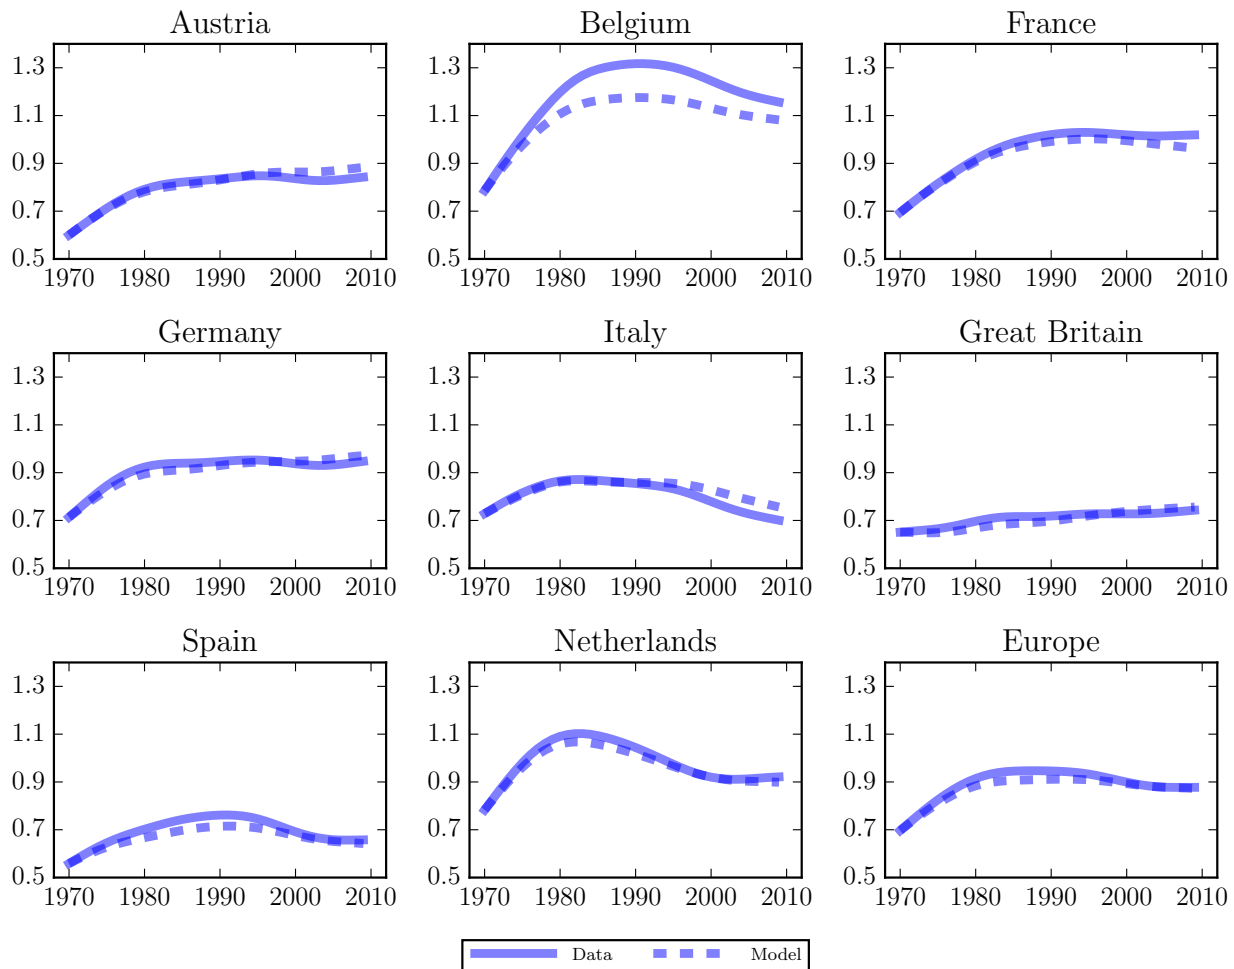 Austria Belgium France
1.3 1.3 1.3
1.1 1.1 1.1
0.9 0.9 0.9
0.7 0.7 0.7
0.5 0.5 0.5
1970 1980 1990 2000 2010 1970 1980 1990 2000 2010 1970 1980 1990 2000 2010
Germany Italy Great Britain
1.3 1.3 1.3
1.1 1.1 1.1
0.9 0.9 0.9
0.7 0.7 0.7
0.5 0.5 0.5
1970 1980 1990 2000 2010 1970 1980 1990 2000 2010 1970 1980 1990 2000 2010
Spain Netherlands Europe
1.3 1.3 1.3
1.1 1.1 1.1
0.9 0.9 0.9
0.7 0.7 0.7
0.5 0.5 0.5
1970 1980 1990 2000 2010 1970 1980 1990 2000 2010 1970 1980 1990 2000 2010
Data Model